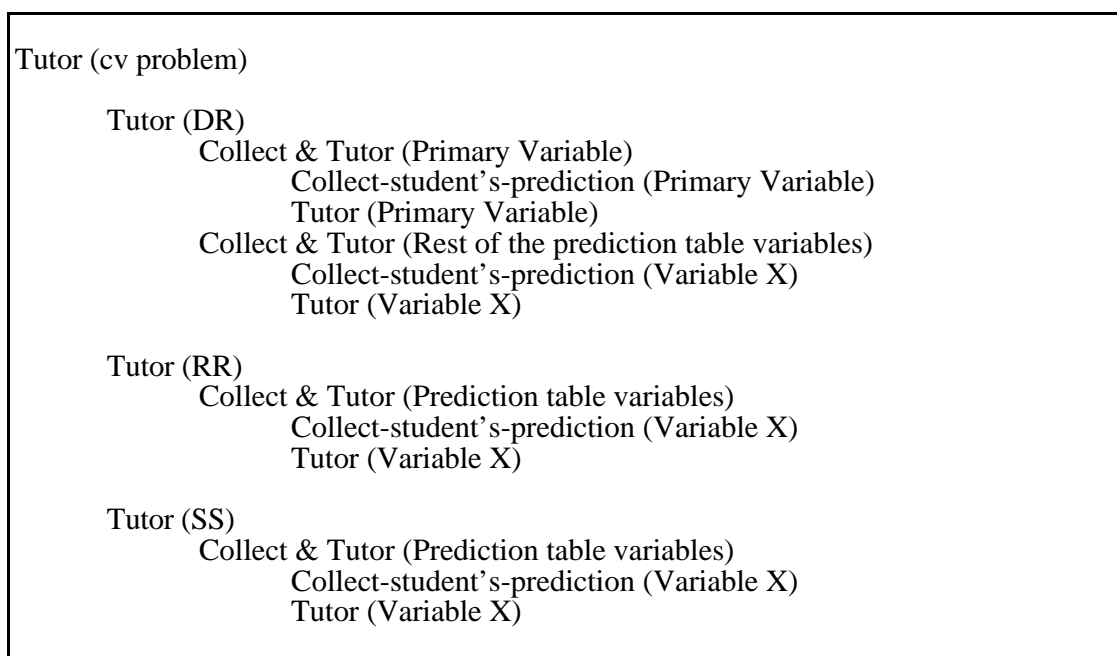 Tutor (cv problem)
Tutor (DR)
Collect & Tutor (Primary Variable)
Collect-student’s-prediction (Primary Variable)
Tutor (Primary Variable)
Collect & Tutor (Rest of the prediction table variables)
Collect-student’s-prediction (Variable X)
Tutor (Variable X)
Tutor (RR)
Collect & Tutor (Prediction table variables)
Collect-student’s-prediction (Variable X)
Tutor (Variable X)
Tutor (SS)
Collect & Tutor (Prediction table variables)
Collect-student’s-prediction (Variable X)
Tutor (Variable X)